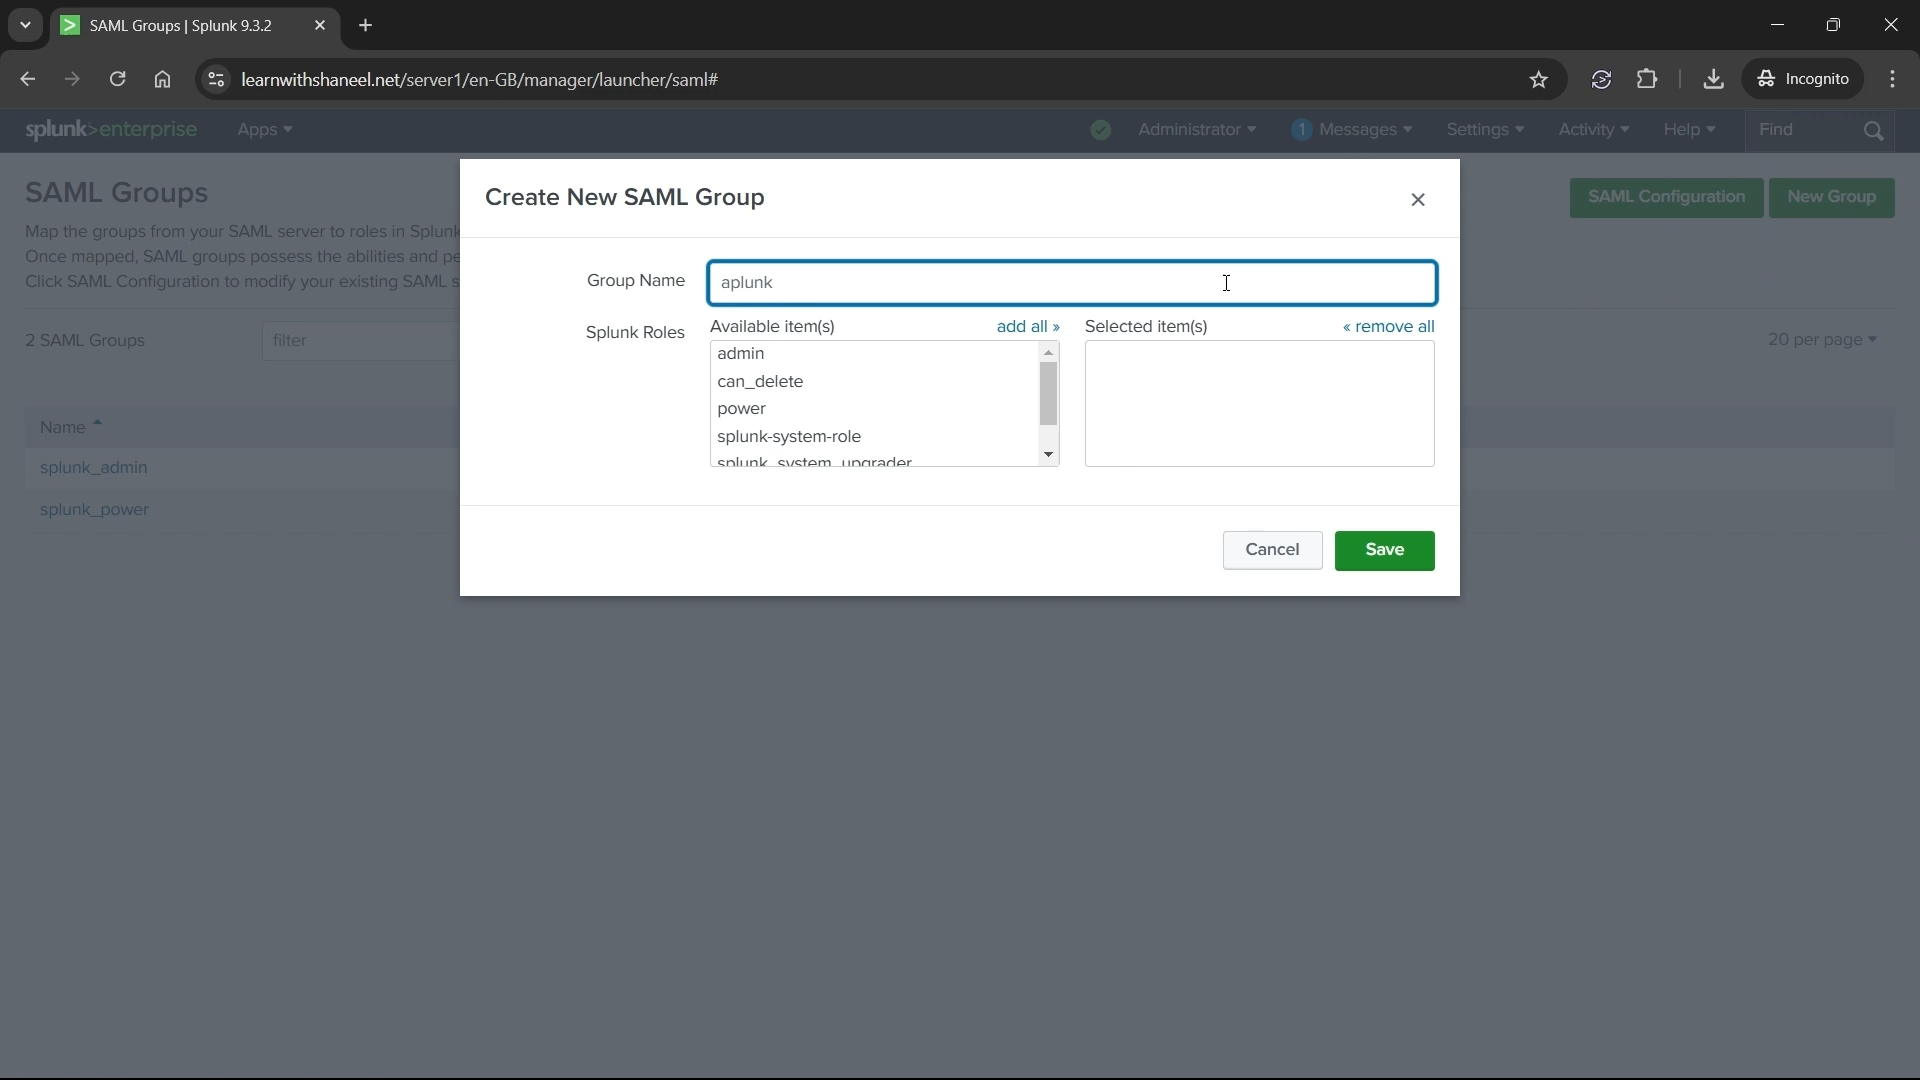 SAML Groups | Splunk 9.3.2
learnwithshaneel.net/server1/en-GB/manager/launcher/saml#
Incognito
splunk>enterprise Apps Administrator 1 Messages Settings Activity Help Find
SAML Groups
Map the groups from your SAML server to roles in Splunk
Once mapped, SAML groups possess the abilities and pe
Click SAML Configuration to modify your existing SAML s
SAML Configuration New Group
2 SAML Groups filter 20 per page
Name
splunk_admin
splunk_power
Create New SAML Group
Group Name aplunk
Splunk Roles Available item(s) add all » Selected item(s) « remove all
admin
can_delete
power
splunk-system-role
splunk_system_upgrader
Cancel Save